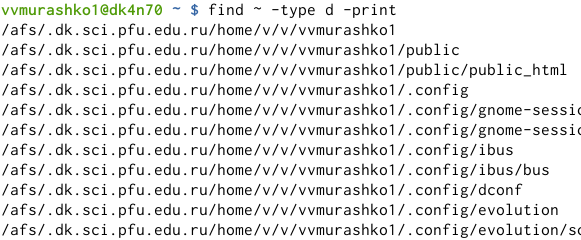 vvmurashko1@dk4n70 ~ $ find ~ -type d -print
/afs/.dk.sci.pfu.edu.ru/home/v/v/vvmurashko1
/afs/.dk.sci.pfu.edu.ru/home/v/v/vvmurashko1/public
/afs/.dk.sci.pfu.edu.ru/home/v/v/vvmurashko1/public/public_html
/afs/.dk.sci.pfu.edu.ru/home/v/v/vvmurashko1/.config
/afs/.dk.sci.pfu.edu.ru/home/v/v/vvmurashko1/.config/gnome-sessio
/afs/.dk.sci.pfu.edu.ru/home/v/v/vvmurashko1/.config/gnome-sessio
/afs/.dk.sci.pfu.edu.ru/home/v/v/vvmurashko1/.config/ibus
/afs/.dk.sci.pfu.edu.ru/home/v/v/vvmurashko1/.config/ibus/bus
/afs/.dk.sci.pfu.edu.ru/home/v/v/vvmurashko1/.config/dconf
/afs/.dk.sci.pfu.edu.ru/home/v/v/vvmurashko1/.config/evolution
/afs/.dk.sci.pfu.edu.ru/home/v/v/vvmurashko1/.config/evolution/so